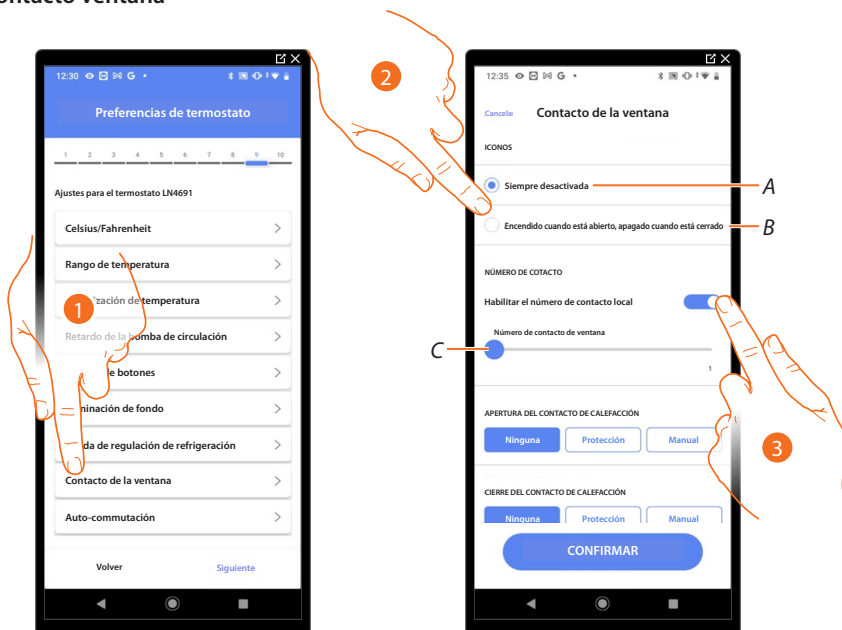 ontacto ventana
12:30 G
Preferencias de termostato
1 2 3 4 5 6 7 8 9 10
Ajustes para el termostato LN4691
Celsius/Fahrenheit
Rango de temperatura
ización de temperatura
Retardo de la bomba de circulación
de botones
minación de fondo
da de regulación de refrigeración
Contacto de la ventana
Auto-commutación
Volver Siguiente
1
2
12:35 G
Cancela Contacto de la ventana
ICONOS
Siempre desactivada
A
Encendido cuando está abierto, apagado cuando está cerrado
B
NÚMERO DE COTACTO
Habilitar el número de contacto local
Número de contacto de ventana
C
1
APERTURA DEL CONTACTO DE CALEFACCIÓN
Ninguna Protección Manual
3
CIERRE DEL CONTACTO DE CALEFACCIÓN
Ninguna Protección Manual
CONFIRMAR